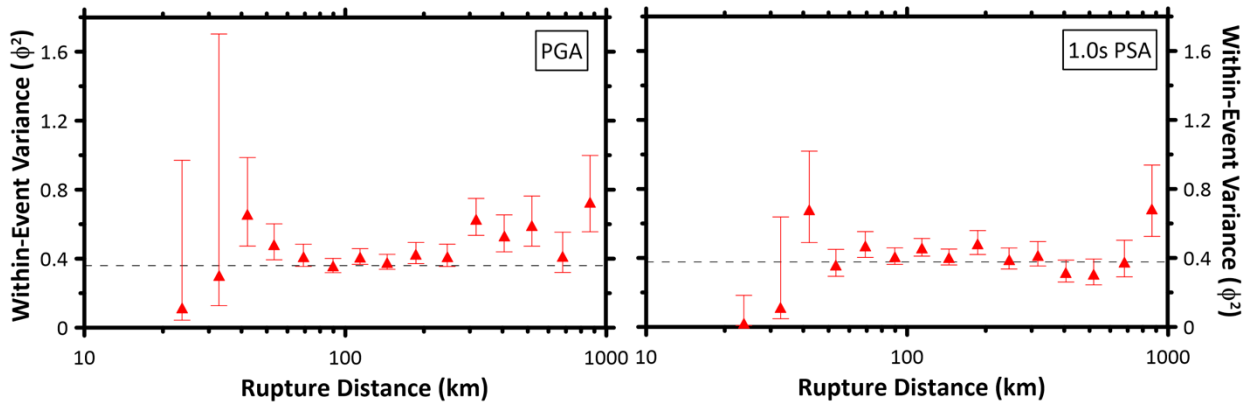 Within-Event Variance (ϕ²)
1.6
1.2
0.8
0.4
0
PGA
10
100
1000
Rupture Distance (km)
1.0s PSA
1.6
1.2
0.8
0.4
0
Within-Event Variance (ϕ²)
10
100
1000
Rupture Distance (km)